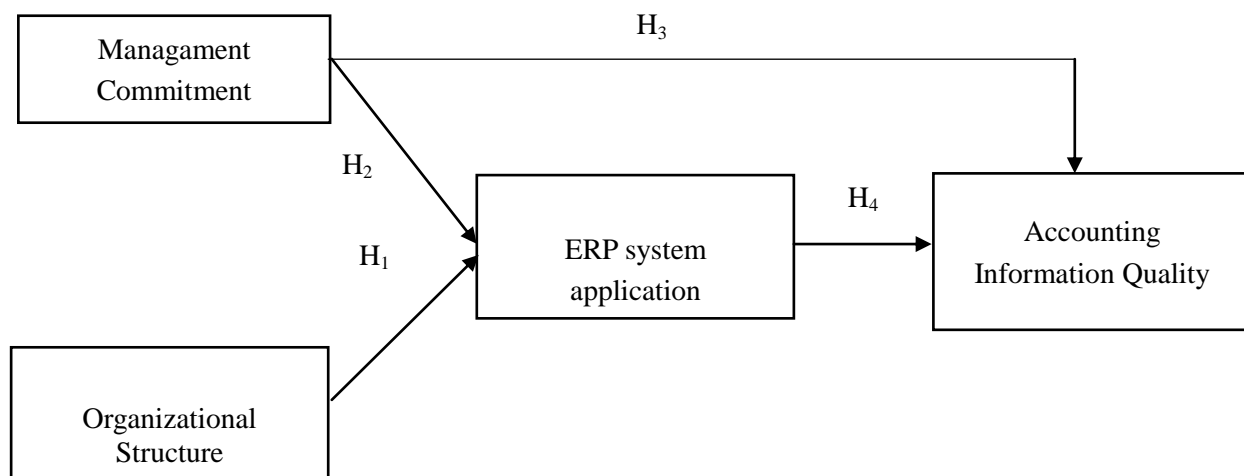 H₃
Managament
Commitment
H₂
H₄
H₁
ERP system
application
Accounting
Information Quality
Organizational
Structure